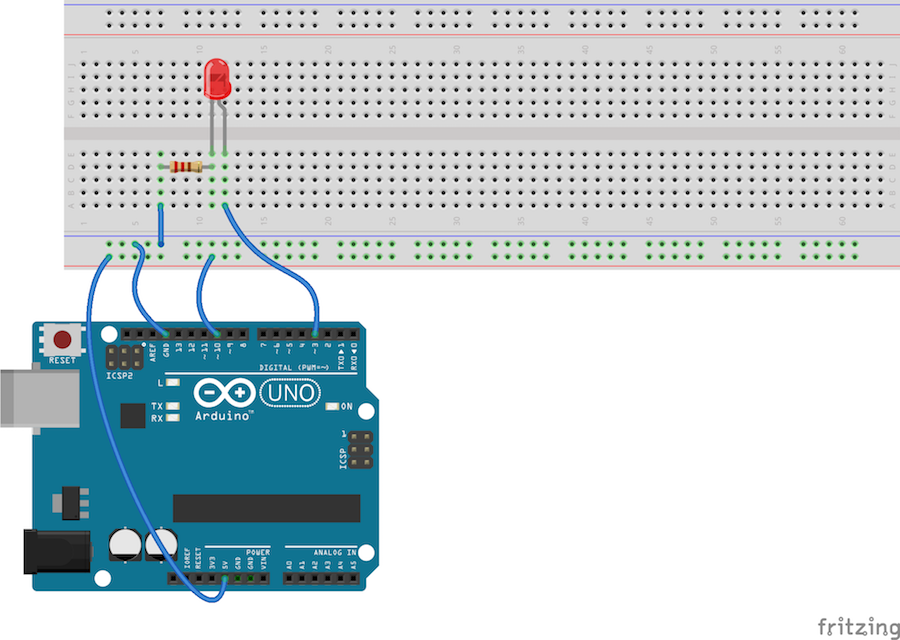 1 5 10 15 20 25 30 35 40 45 50 55 60
J
I
H
G
F
E
D
C
B
A
1 5 10 15 20 25 30 35 40 45 50 55 60
RESET
ICSP2
AREF
GND
13
12
~11
~10
~9
8
7
~6
~5
4
~3
2
TX0▶1
RX0◀0
DIGITAL (PWM=~)
L
TX
RX
UNO
Arduino™
ON
1
ICSP
POWER
ANALOG IN
IOREF
RESET
3V3
5V
GND
GND
VIN
A0
A1
A2
A3
A4
A5
fritzing